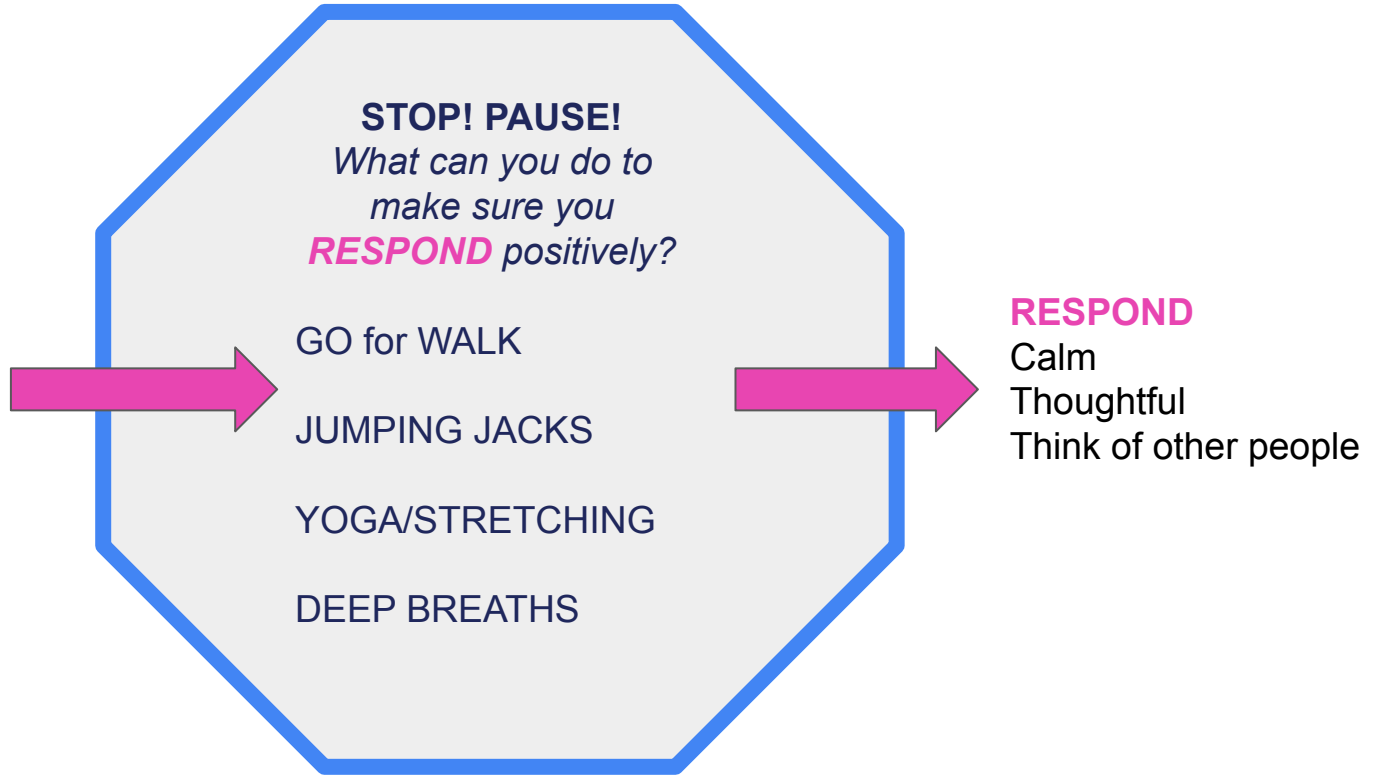 STOP! PAUSE!
What can you do to
make sure you
RESPOND positively?
GO for WALK
JUMPING JACKS
YOGA/STRETCHING
DEEP BREATHS
RESPOND
Calm
Thoughtful
Think of other people